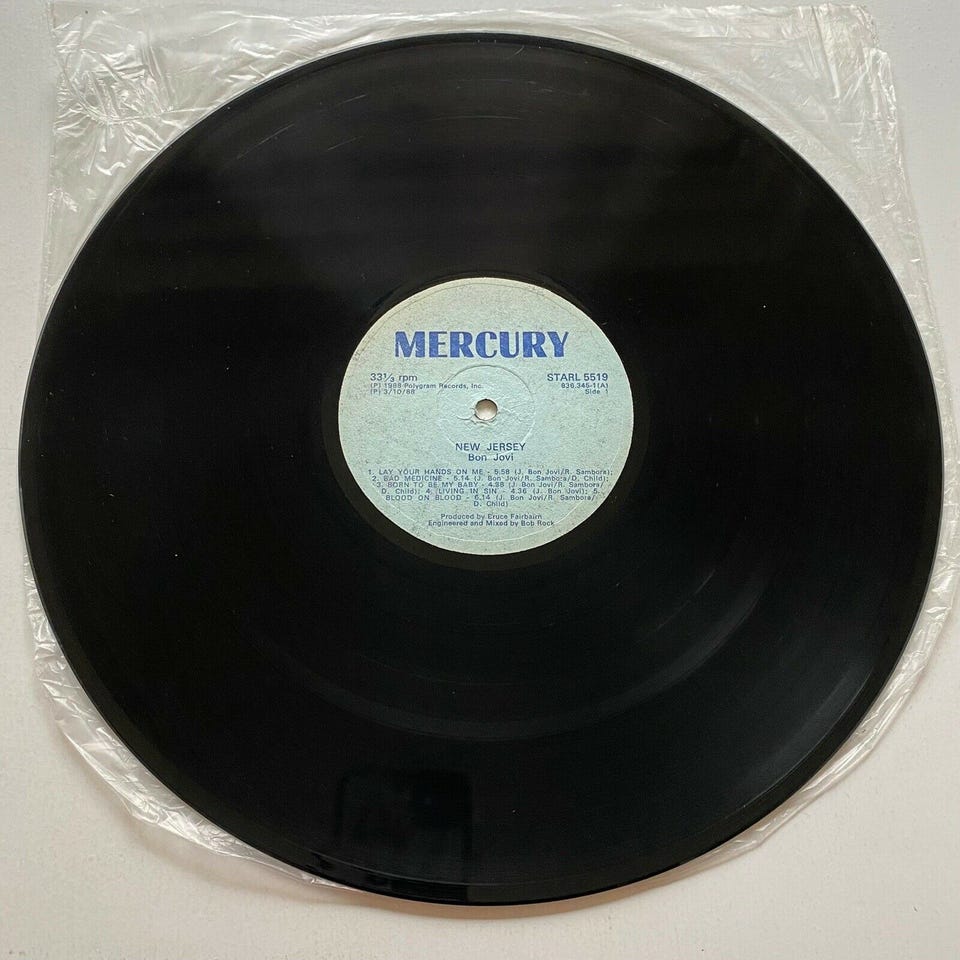 MERCURY
33⅓ rpm STARL 5519
(P) 1988 Polygram Records, Inc. 836.345-1(A)
(P) 3/10/88 Side 1
NEW JERSEY
Bon Jovi
1. LAY YOUR HANDS ON ME - 5.58 (J. Bon Jovi/R. Sambora);
2. BAD MEDICINE - 5.14 (J. Bon Jovi/R. Sambora/D. Child);
3. BORN TO BE MY BABY - 4.38 (J. Bon Jovi/R. Sambora/
D. Child); 4. LIVING IN SIN - 4.36 (J. Bon Jovi); 5.
BLOOD ON BLOOD - 6.14 (J. Bon Jovi/R. Sambora/
D. Child)
Produced by Bruce Fairbairn
Engineered and Mixed by Bob Rock